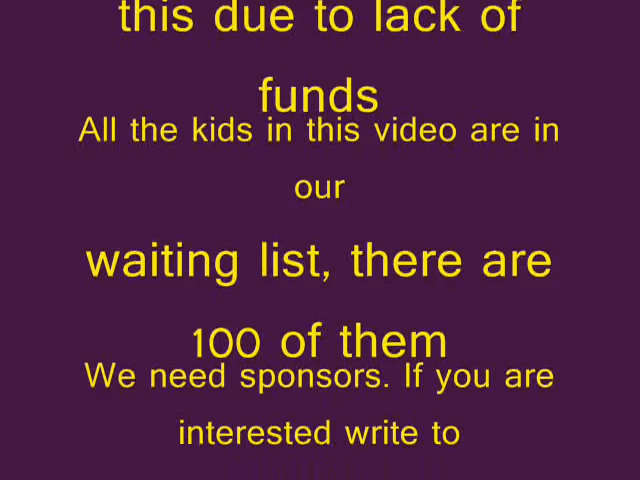 this due to lack of
funds
All the kids in this video are in
our
waiting list, there are
100 of them
We need sponsors. If you are
interested write to